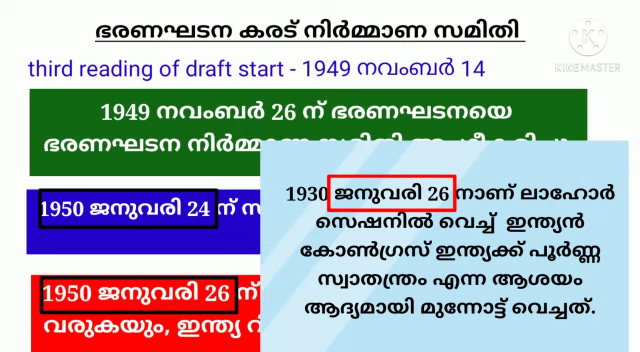 ഭരണഘടന കരട് നിർമ്മാണ സമിതി
third reading of draft start - 1949 നവംബർ 14
KINEMASTER
1949 നവംബർ 26 ന് ഭരണഘടനയെ
ഭരണഘടന
1950 ജനുവരി 24 ന്
1950 ജനുവരി 26 ന്
വരുകയും, ഇന്ത്യ
1930 ജനുവരി 26 നാണ് ലാഹോർ
സെഷനിൽ വെച്ച് ഇന്ത്യൻ
കോൺഗ്രസ് ഇന്ത്യക്ക് പൂർണ്ണ
സ്വാതന്ത്രം എന്ന ആശയം
ആദ്യമായി മുന്നോട്ട് വെച്ചത്.